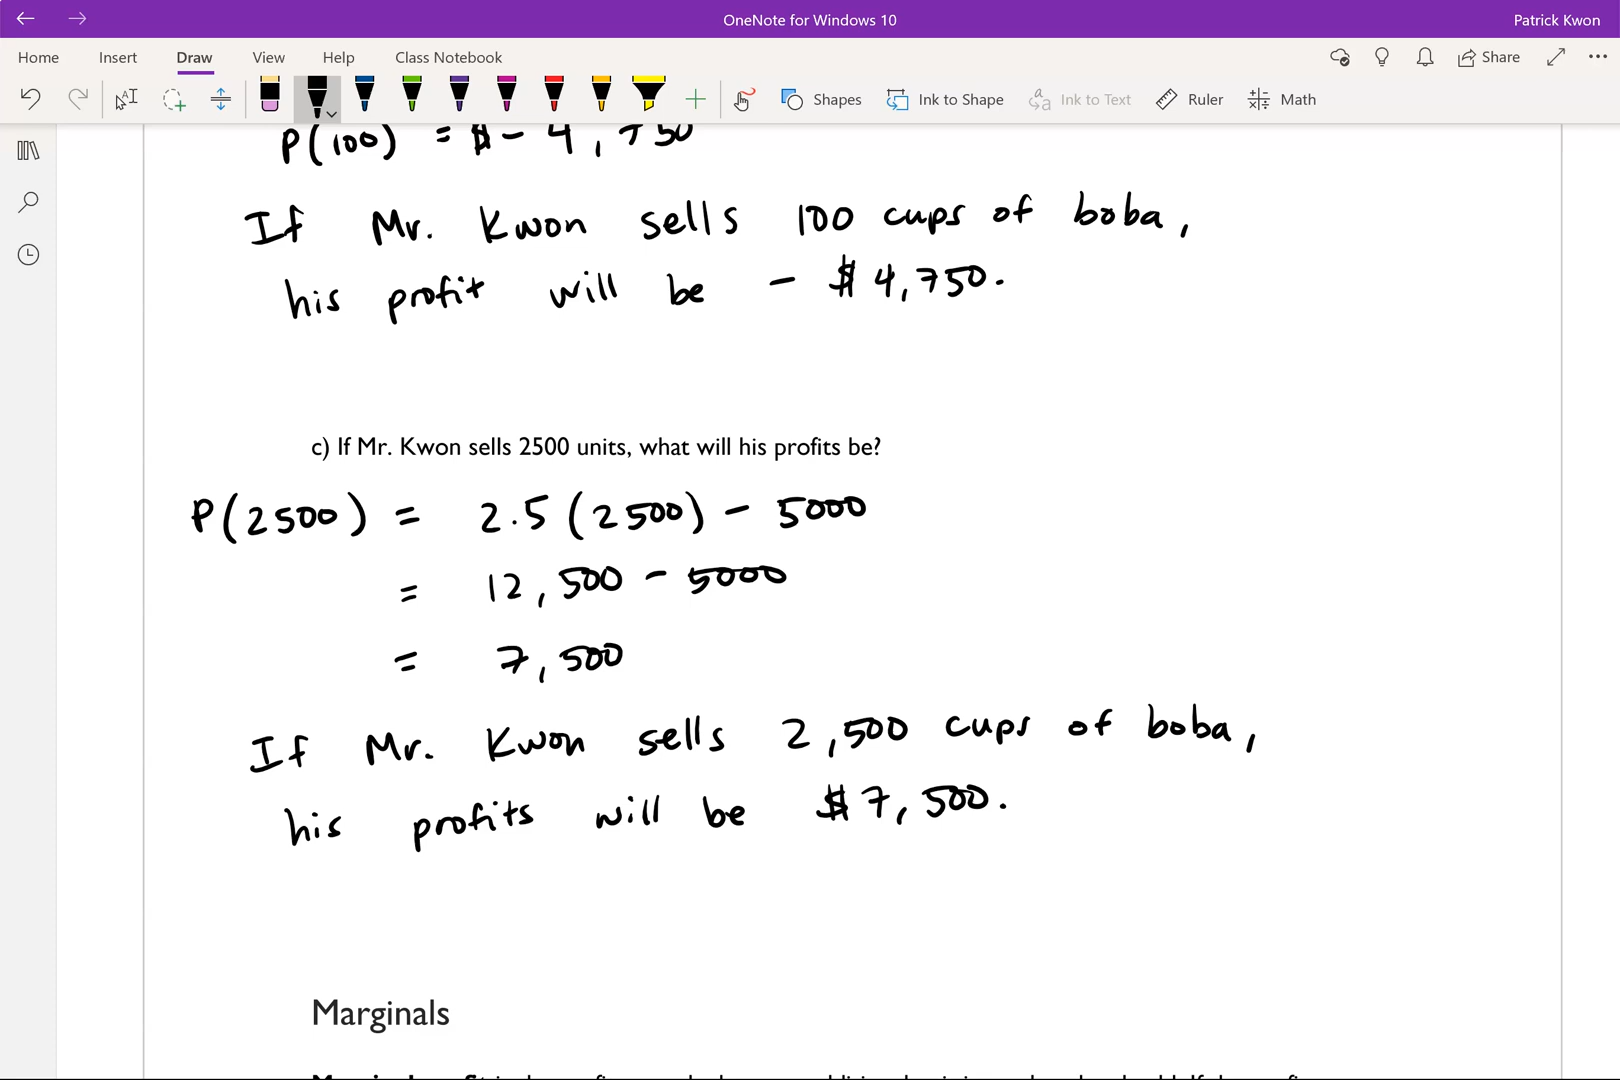 OneNote for Windows 10
Patrick Kwon
Home Insert Draw View Help Class Notebook
Share
Shapes Ink to Shape Ink to Text Ruler Math
P(100) = $ - 4,750
If Mr. Kwon sells 100 cups of boba,
his profit will be - $ 4,750.
c) If Mr. Kwon sells 2500 units, what will his profits be?
P(2500) = 2.5 (2500) - 5000
= 12,500 - 5000
= 7,500
If Mr. Kwon sells 2,500 cups of boba,
his profits will be $ 7,500.
Marginals